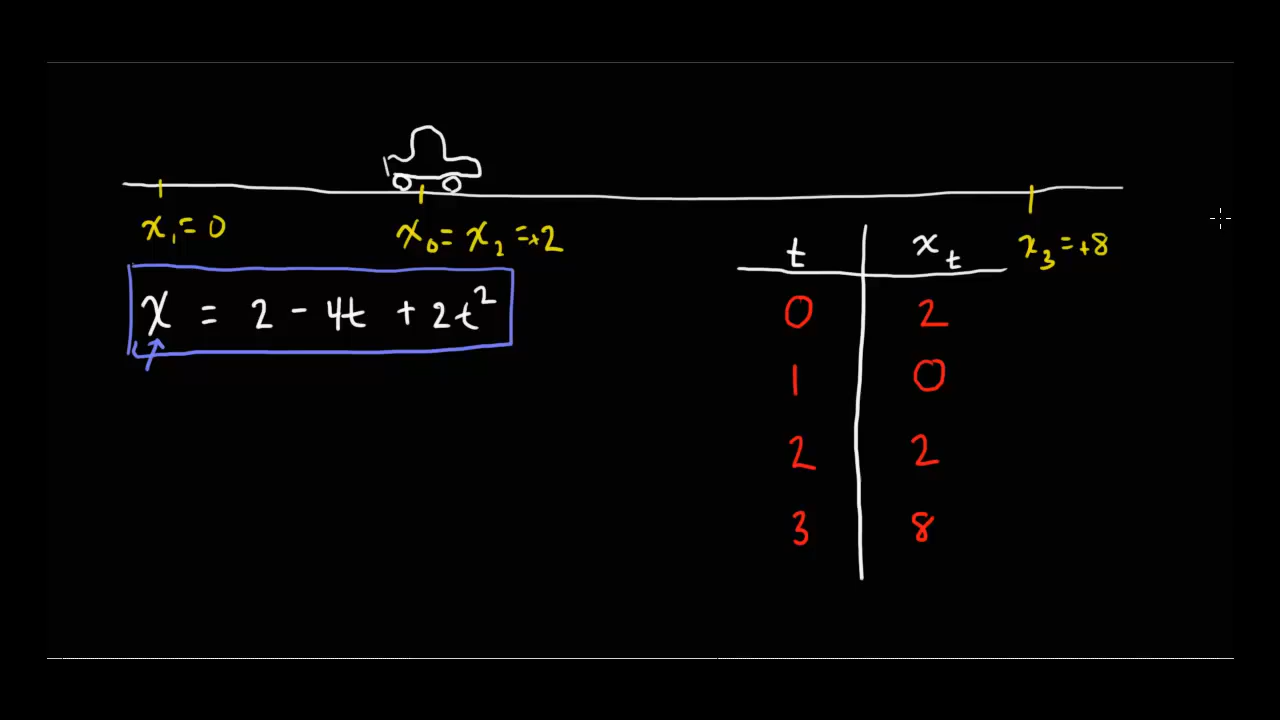 x₁ = 0
x₀ = x₂ = +2
x₃ = +8
x = 2 - 4t + 2t²
t xₜ
0 2
1 0
2 2
3 8